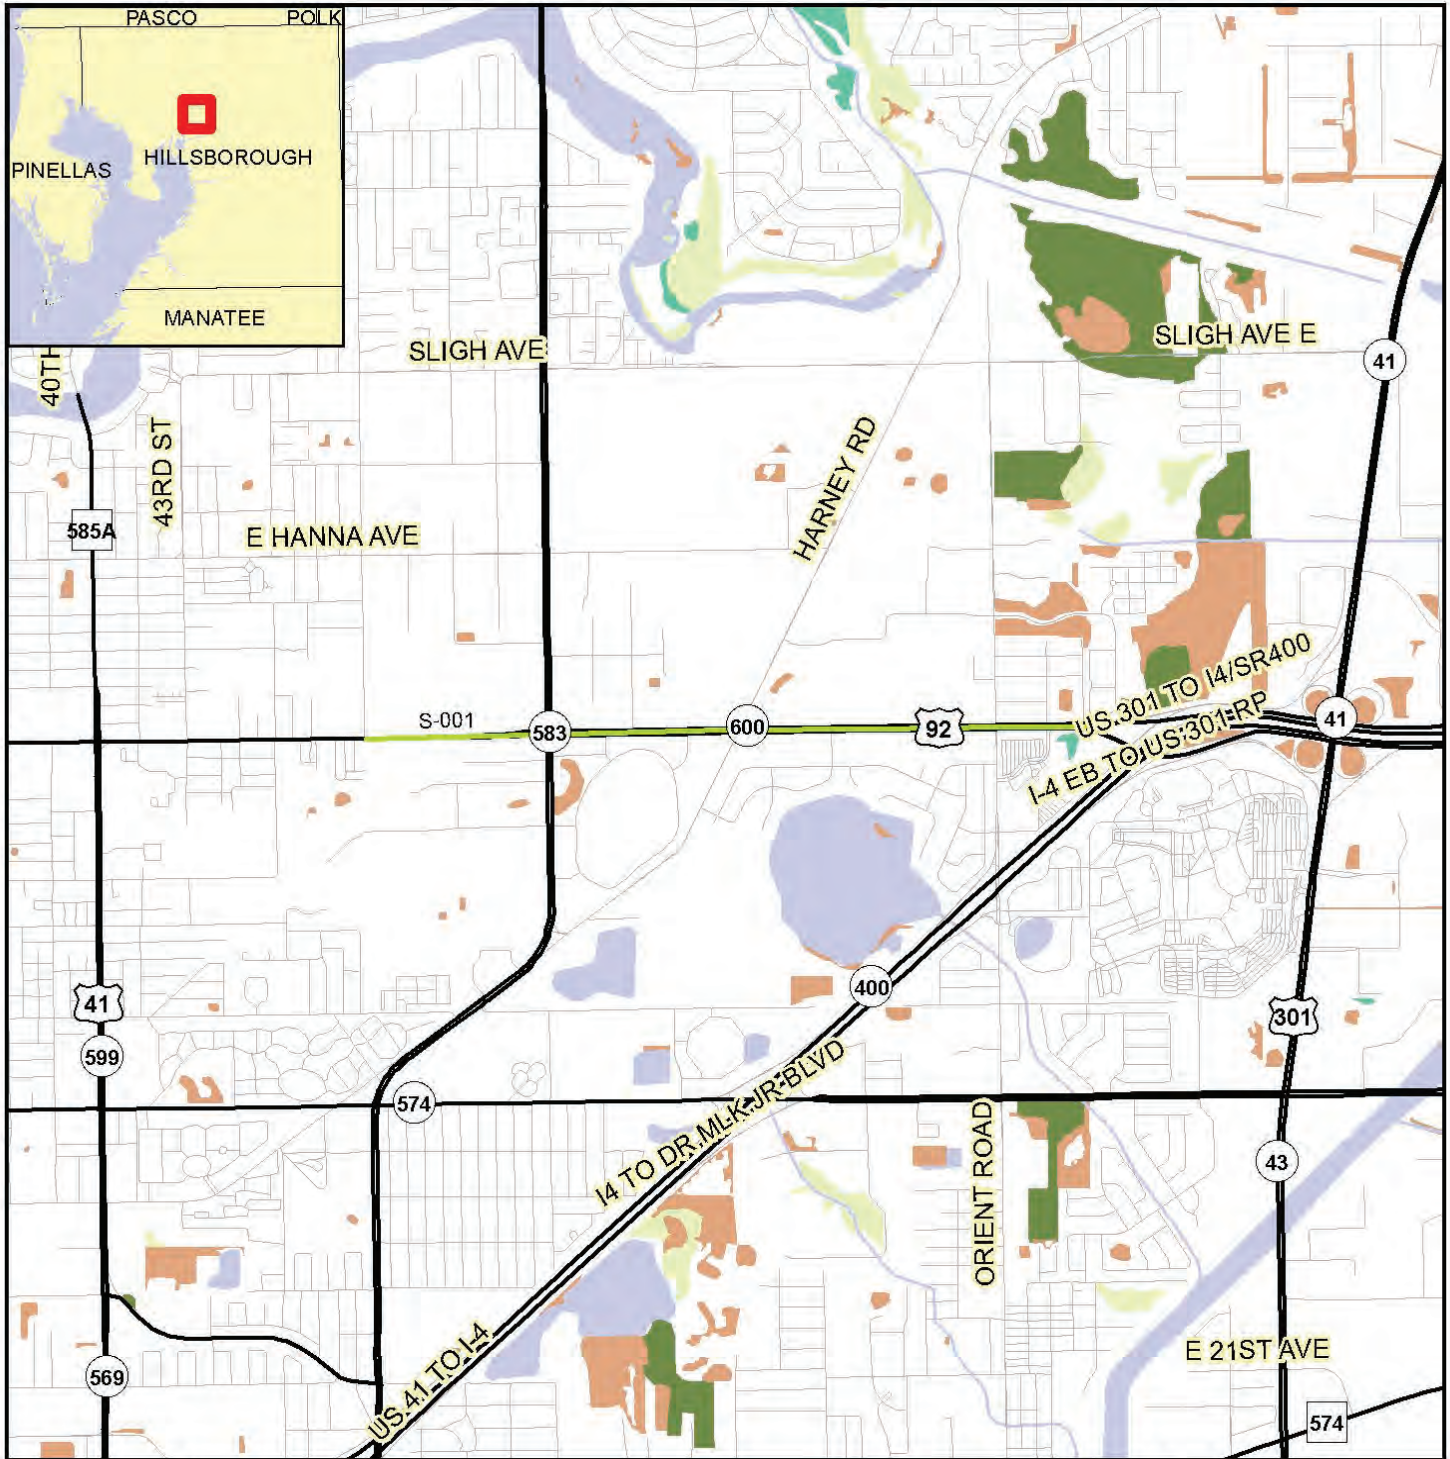 PASCO
POLK
PINELLAS
HILLSBOROUGH
MANATEE
40TH
SLIGH AVE
SLIGH AVE E
41
43RD ST
HARNEY RD
585A
E HANNA AVE
US 301 TO I4/SR400
S-001
583
600
92
41
I-4 EB TO US 301 RP
400
41
301
599
I4 TO DR. MLK JR BLVD
574
ORIENT ROAD
43
US 41 TO I-4
E 21ST AVE
569
574